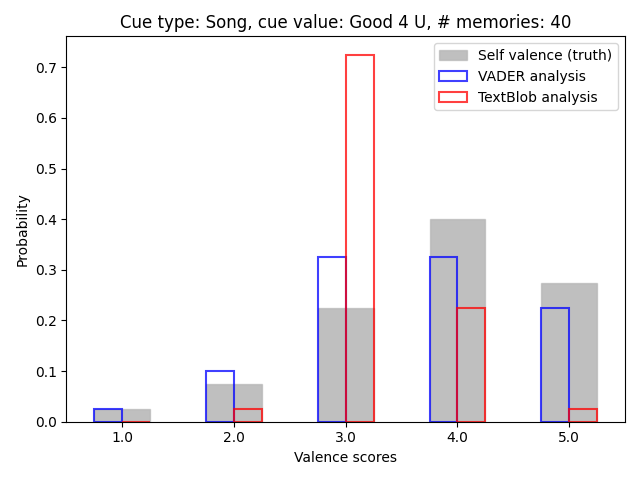 Cue type: Song, cue value: Good 4 U, # memories: 40
Self valence (truth)
VADER analysis
TextBlob analysis
Probability
0.7
0.6
0.5
0.4
0.3
0.2
0.1
0.0
1.0 2.0 3.0 4.0 5.0
Valence scores